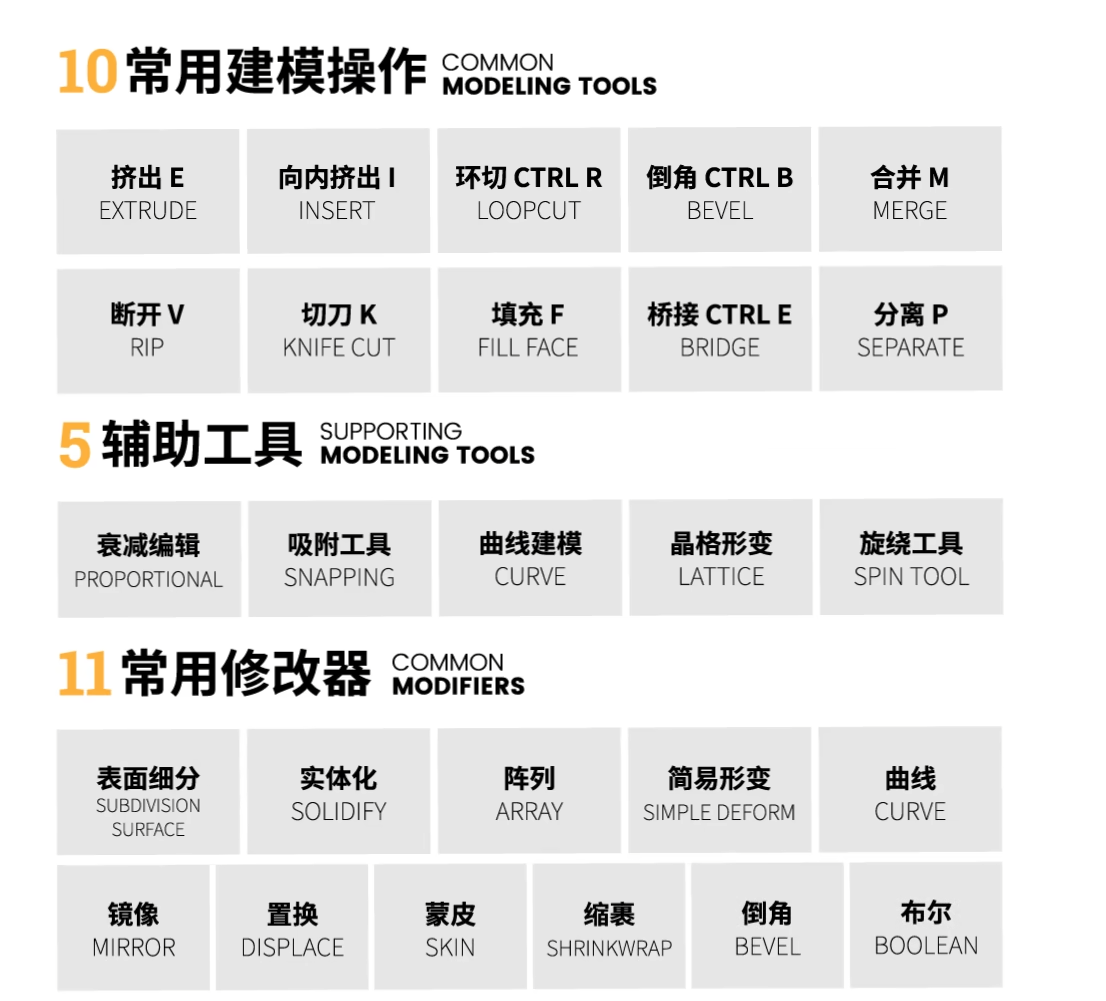 10 常用建模操作 COMMON
MODELING TOOLS
挤出 E
EXTRUDE
向内挤出 I
INSERT
环切 CTRL R
LOOPCUT
倒角 CTRL B
BEVEL
合并 M
MERGE
断开 V
RIP
切刀 K
KNIFE CUT
填充 F
FILL FACE
桥接 CTRL E
BRIDGE
分离 P
SEPARATE
5 辅助工具 SUPPORTING
MODELING TOOLS
衰减编辑
PROPORTIONAL
吸附工具
SNAPPING
曲线建模
CURVE
晶格形变
LATTICE
旋绕工具
SPIN TOOL
11 常用修改器 COMMON
MODIFIERS
表面细分
SUBDIVISION
SURFACE
实体化
SOLIDIFY
阵列
ARRAY
简易形变
SIMPLE DEFORM
曲线
CURVE
镜像
MIRROR
置换
DISPLACE
蒙皮
SKIN
缩裹
SHRINKWRAP
倒角
BEVEL
布尔
BOOLEAN